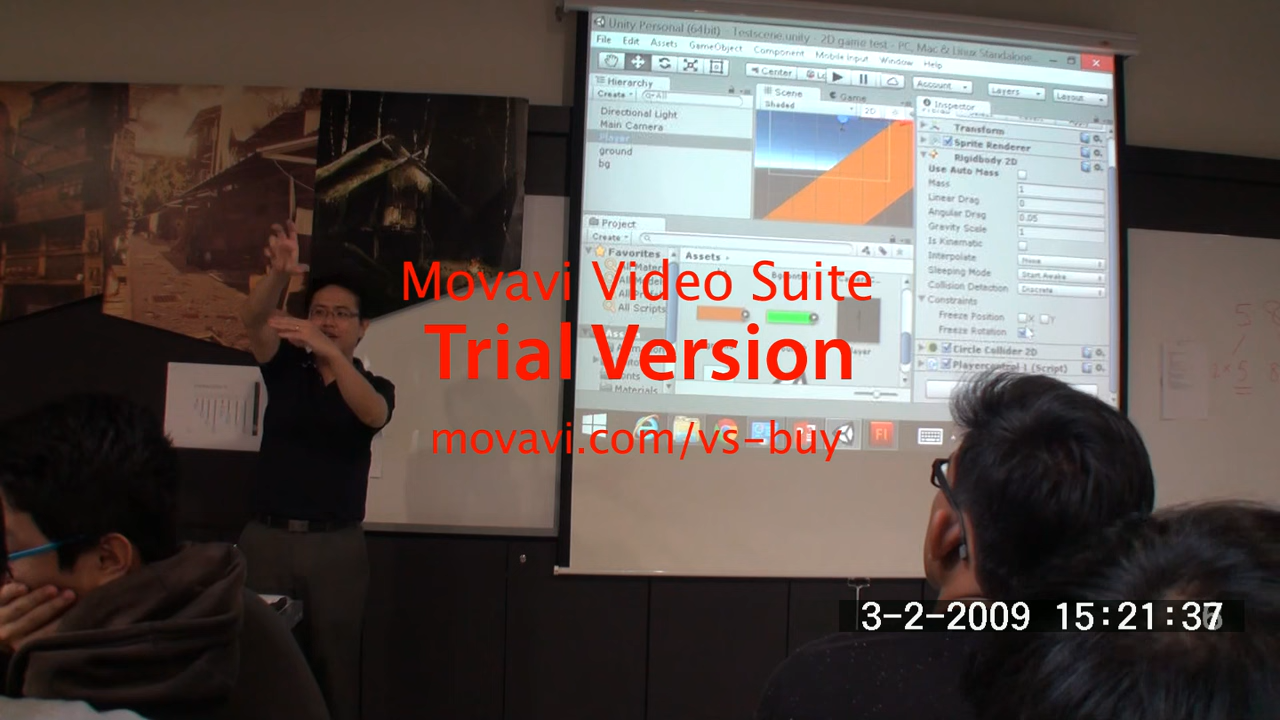 Unity Personal (64bit) - Testscene.unity - 2D game test - PC, Mac & Linux Standalone...
File Edit Assets GameObject Component Mobile Input Window Help
Center
Account Layers Layout
Hierarchy
Create
All
Directional Light
Main Camera
Player
ground
bg
Scene
Game
Shaded
2D
Inspector
Transform
Sprite Renderer
Rigidbody 2D
Use Auto Mass
Mass 1
Linear Drag 0
Angular Drag 0.05
Gravity Scale 1
Is Kinematic
Interpolate None
Sleeping Mode Start Awake
Collision Detection Discrete
Constraints
Freeze Position X Y
Freeze Rotation
Circle Collider 2D
Playercontrol 1 (Script)
Project
Create
Favorites
All Scripts
Assets
Materials
Movavi Video Suite
Trial Version
movavi.com/vs-buy
3-2-2009 15:21:37